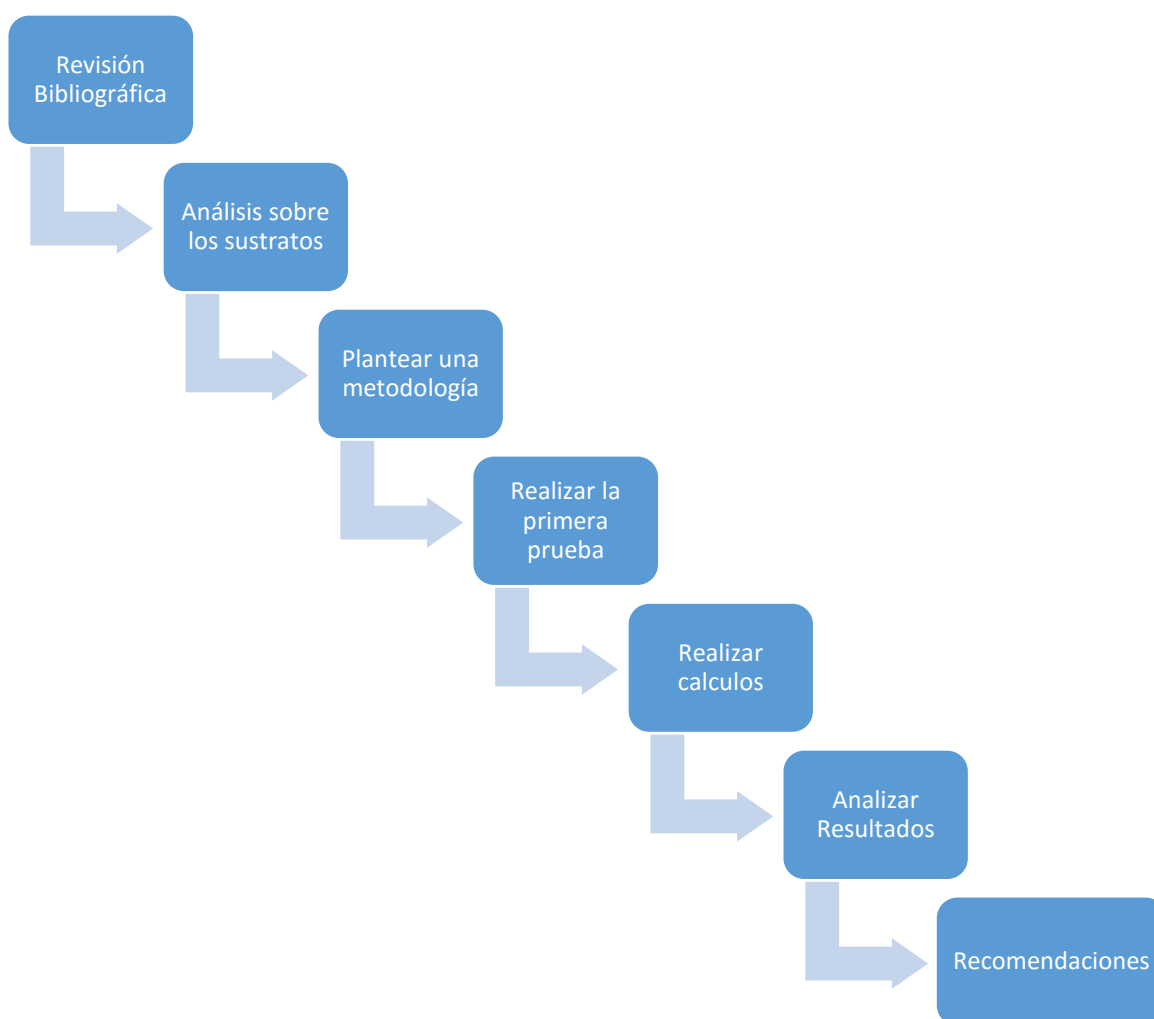 Revisión
Bibliográfica
Análisis sobre
los sustratos
Plantear una
metodología
Realizar la
primera
prueba
Realizar
calculos
Analizar
Resultados
Recomendaciones